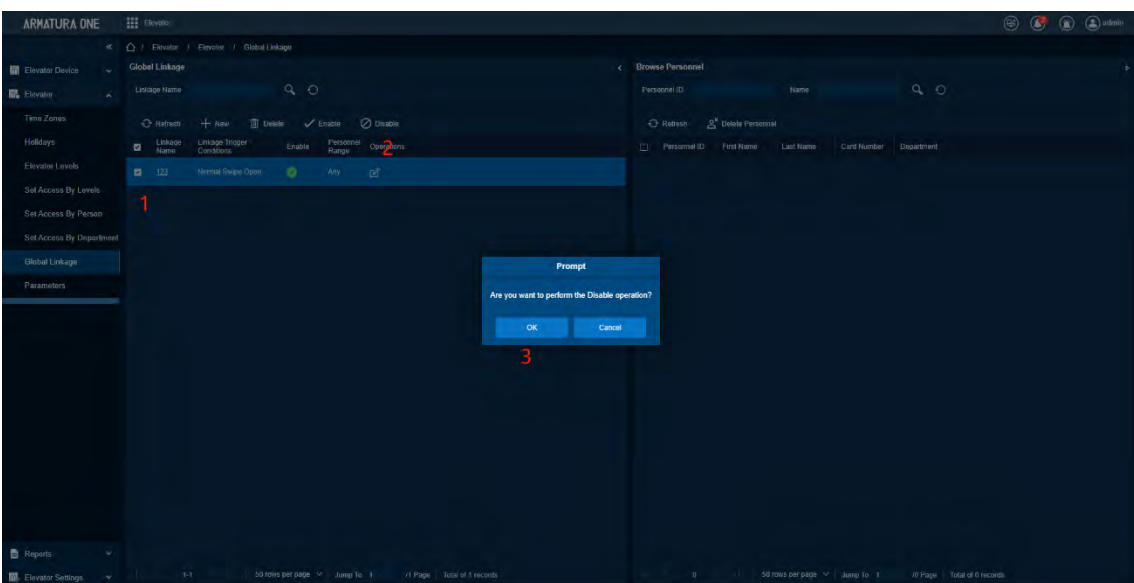 ARMATURA ONE
Elevator
admin
Elevator / Elevator / Global Linkage
Elevator Device
Elevator
Time Zones
Holidays
Elevator Levels
Set Access By Levels
Set Access By Person
Set Access By Department
Global Linkage
Parameters
Reports
Elevator Settings
Global Linkage
Linkage Name
Refresh New Delete Enable Disable
Linkage Name Linkage Trigger Conditions Enable Personnel Range Operations
2
123 Normal Swipe Open Any
1
1-1 50 rows per page Jump To 1 /1 Page Total of 1 records
Browse Personnel
Personnel ID Name
Refresh Delete Personnel
Personnel ID First Name Last Name Card Number Department
0 50 rows per page Jump To 1 /0 Page Total of 0 records
Prompt
Are you want to perform the Disable operation?
OK Cancel
3